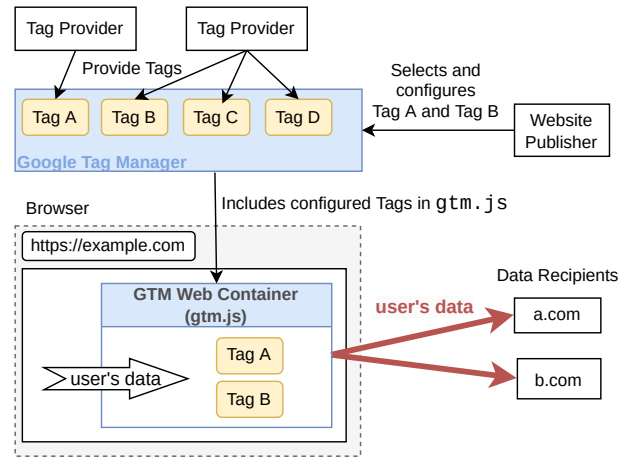 Tag Provider
Tag Provider
Provide Tags
Selects and
configures
Tag A and Tag B
Tag A
Tag B
Tag C
Tag D
Website
Publisher
Google Tag Manager
Includes configured Tags in gtm.js
Browser
https://example.com
Data Recipients
GTM Web Container
(gtm.js)
user's data
a.com
Tag A
user's data
Tag B
b.com